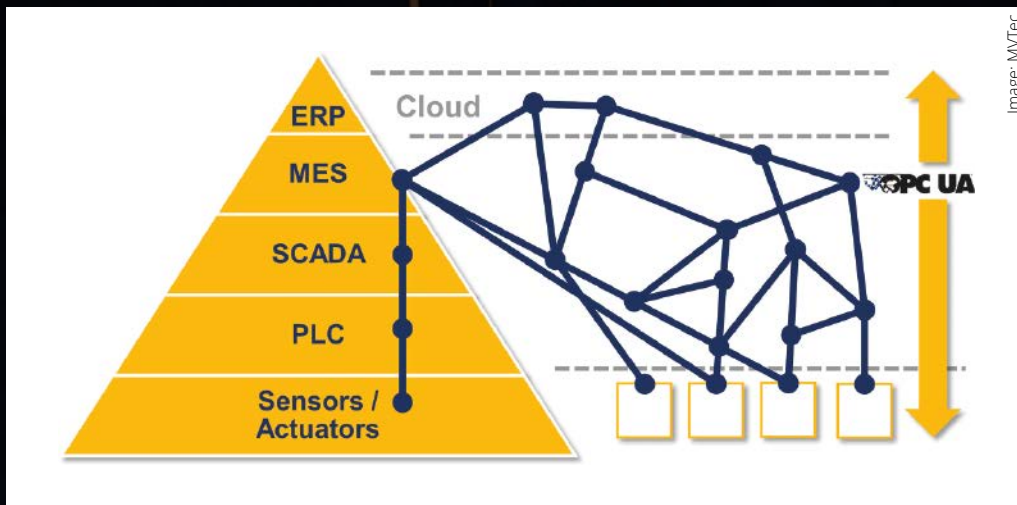 Image: MVTec
Cloud
ERP
MES
SCADA
PLC
Sensors /
Actuators
OPC UA